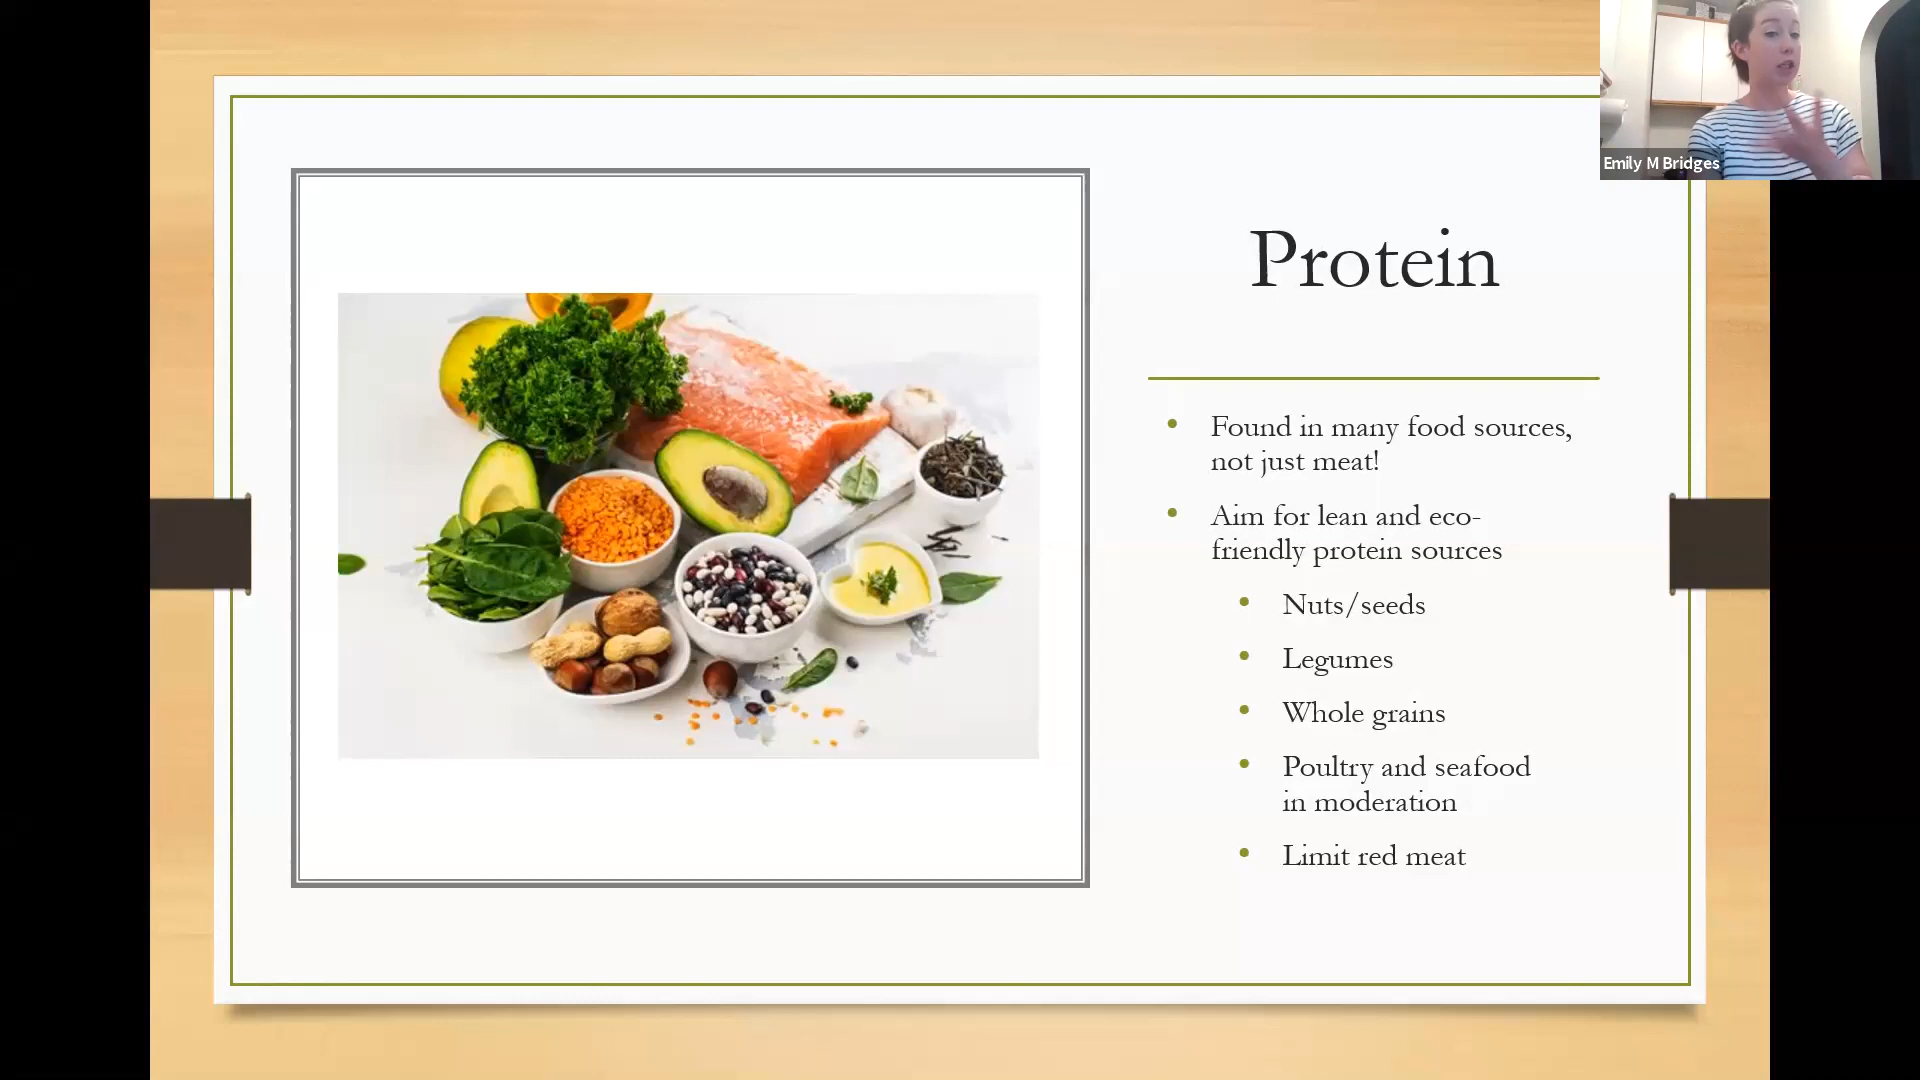 Emily M Bridges
Protein
Found in many food sources,
not just meat!
Aim for lean and eco-
friendly protein sources
Nuts/seeds
Legumes
Whole grains
Poultry and seafood
in moderation
Limit red meat